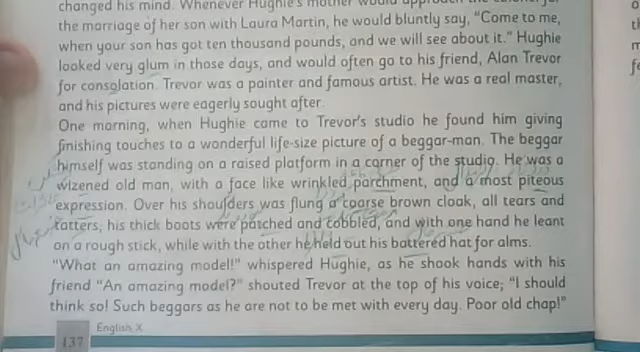 changed his mind. Whenever Hughie's mother would approach the colonel for
the marriage of her son with Laura Martin, he would bluntly say, "Come to me,
when your son has got ten thousand pounds, and we will see about it." Hughie
looked very glum in those days, and would often go to his friend, Alan Trevor
for consolation. Trevor was a painter and famous artist. He was a real master,
and his pictures were eagerly sought after.
One morning, when Hughie came to Trevor's studio he found him giving
finishing touches to a wonderful life-size picture of a beggar-man. The beggar
himself was standing on a raised platform in a corner of the studio. He was a
wizened old man, with a face like wrinkled parchment, and a most piteous
expression. Over his shoulders was flung a coarse brown cloak, all tears and
tatters; his thick boots were patched and cobbled, and with one hand he leant
on a rough stick, while with the other he held out his battered hat for alms.
"What an amazing model!" whispered Hughie, as he shook hands with his
friend "An amazing model?" shouted Trevor at the top of his voice; "I should
think so! Such beggars as he are not to be met with every day. Poor old chap!"
English X
137